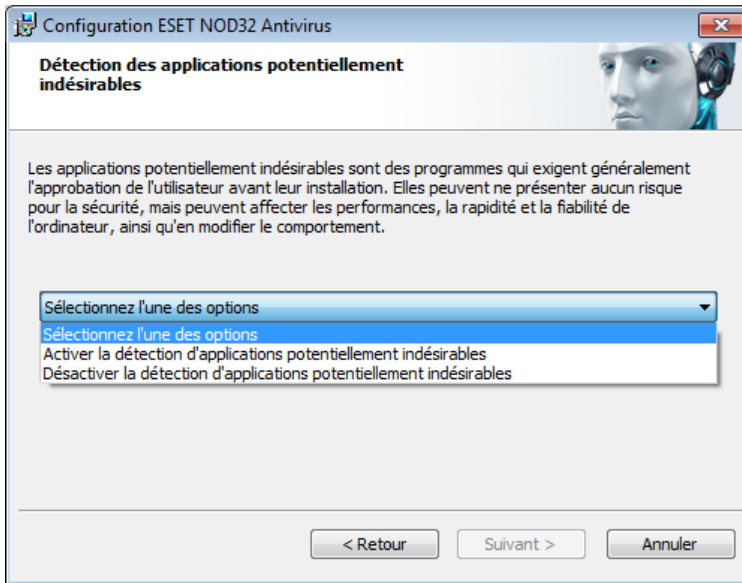 Configuration ESET NOD32 Antivirus
Détection des applications potentiellement
indésirables
Les applications potentiellement indésirables sont des programmes qui exigent généralement
l'approbation de l'utilisateur avant leur installation. Elles peuvent ne présenter aucun risque
pour la sécurité, mais peuvent affecter les performances, la rapidité et la fiabilité de
l'ordinateur, ainsi qu'en modifier le comportement.
Sélectionnez l'une des options
Sélectionnez l'une des options
Activer la détection d'applications potentiellement indésirables
Désactiver la détection d'applications potentiellement indésirables
< Retour
Suivant >
Annuler